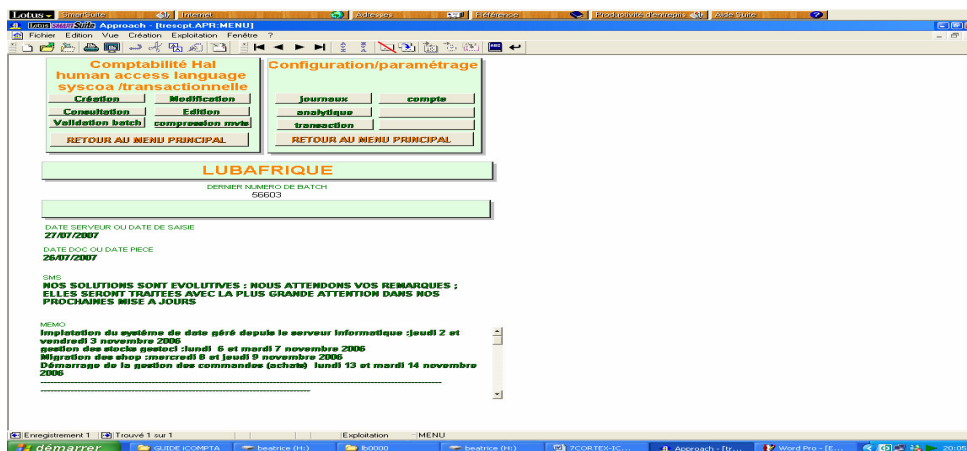 Lotus SmartSuite Internet Adresses Référence Productivité d'entrepris Aide Suite
Lotus SMARTSuite Approach - [trescpt.APR:MENU]
Fichier Edition Vue Création Exploitation Fenêtre ?
Comptabilité Hal
human access language
syscoa /transactionnelle
Création Modification
Consultation Edition
Validation batch compression mvts
RETOUR AU MENU PRINCIPAL
Configuration/paramétrage
journaux compte
analytique
transaction
RETOUR AU MENU PRINCIPAL
LUBAFRIQUE
DERNIER NUMERO DE BATCH
56603
DATE SERVEUR OU DATE DE SAISIE
27/07/2007
DATE DOC OU DATE PIECE
26/07/2007
SMS
NOS SOLUTIONS SONT EVOLUTIVES : NOUS ATTENDONS VOS REMARQUES ;
ELLES SERONT TRAITEES AVEC LA PLUS GRANDE ATTENTION DANS NOS
PROCHAINES MISE A JOURS
MEMO
Implatation du système de date géré depuis le serveur informatique :jeudi 2 et
vendredi 3 novembre 2006
gestion des stocks gestoci :lundi 6 et mardi 7 novembre 2006
Migration des shop :mercredi 8 et jeudi 9 novembre 2006
Démarrage de la gestion des commandes (achats) lundi 13 et mardi 14 novembre
2006
Enregistrement 1 Trouvé 1 sur 1 Exploitation MENU
démarrer GUIDE ICOMPTA beatrice (H:) lb0000 beatrice (H:) 7CORTEX-IC... Approach - [tr... Word Pro - [E... 20:05